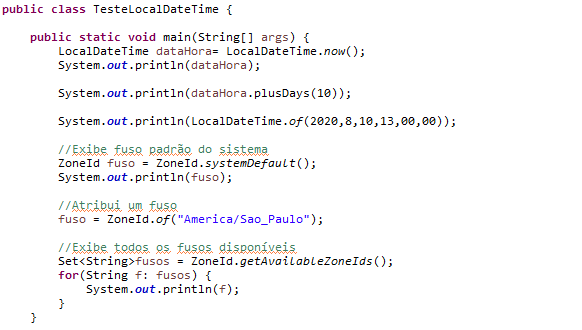 public class TesteLocalDateTime {
public static void main(String[] args) {
LocalDateTime dataHora= LocalDateTime.now();
System.out.println(dataHora);
System.out.println(dataHora.plusDays(10));
System.out.println(LocalDateTime.of(2020,8,10,13,00,00));
//Exibe fuso padrão do sistema
ZoneId fuso = ZoneId.systemDefault();
System.out.println(fuso);
//Atribui um fuso
fuso = ZoneId.of("America/Sao_Paulo");
//Exibe todos os fusos disponíveis
Set<String>fusos = ZoneId.getAvailableZoneIds();
for(String f: fusos) {
System.out.println(f);
}
}